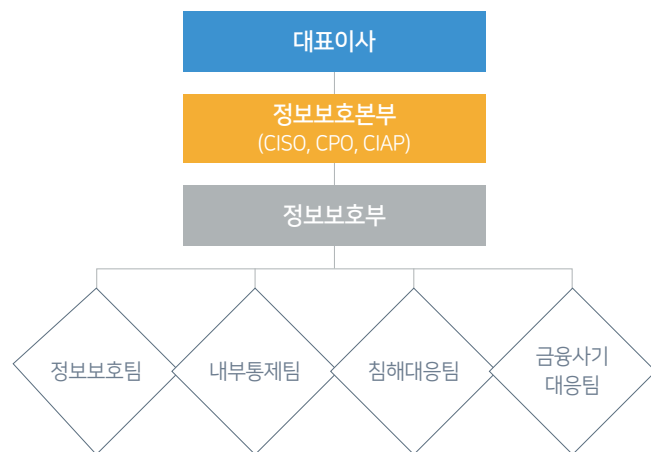 대표이사
정보보호본부
(CISO, CPO, CIAP)
정보보호부
정보보호팀
내부통제팀
침해대응팀
금융사기
대응팀